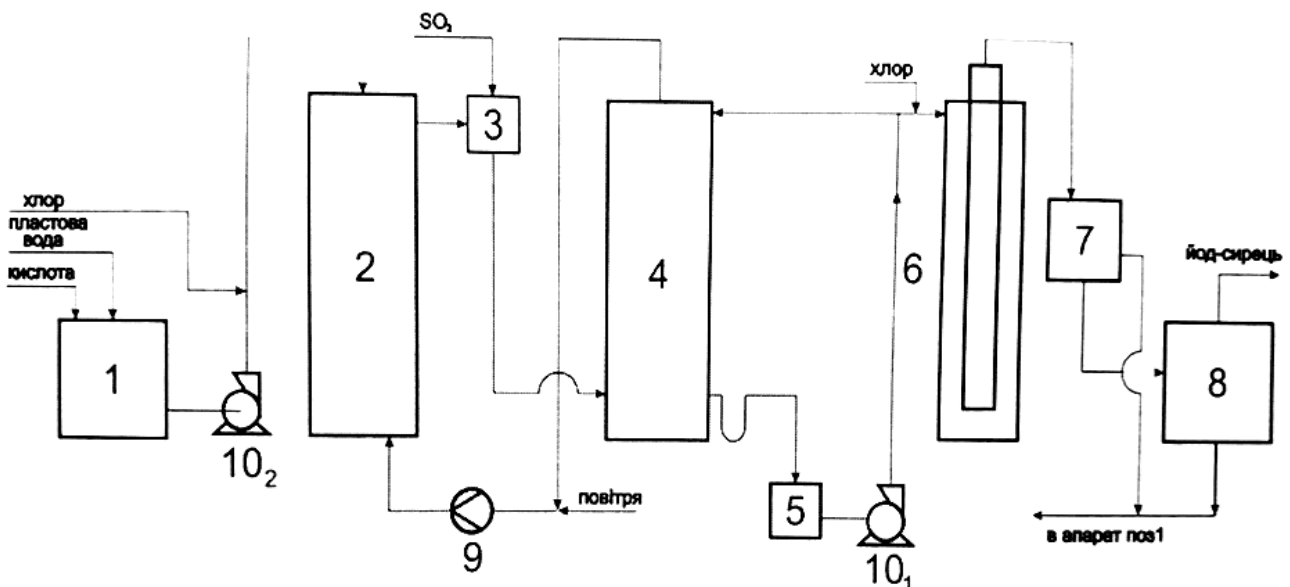 SO₂
хлор
хлор
пластова
вода
кислота
йод-сирець
1
2
3
4
5
6
7
8
9
10₂
10₁
повітря
в апарат поз1